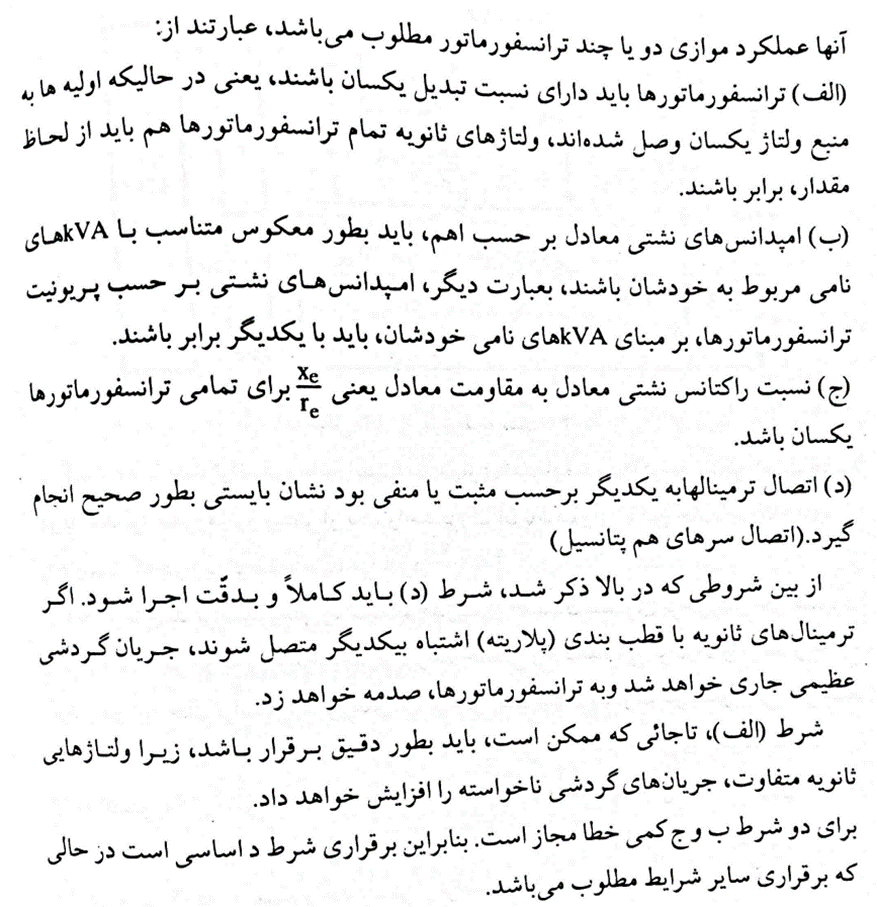 آنها عملکرد موازی دو یا چند ترانسفورماتور مطلوب می‌باشد، عبارتند از:
(الف) ترانسفورماتورها باید دارای نسبت تبدیل یکسان باشند، یعنی در حالیکه اولیه ها به
منبع ولتاژ یکسان وصل شده‌اند، ولتاژهای ثانویه تمام ترانسفورماتورها هم باید از لحاظ
مقدار، برابر باشند.
(ب) امپدانس‌های نشتی معادل بر حسب اهم، باید بطور معکوس متناسب با kVAهای
نامی مربوط به خودشان باشند، بعبارت دیگر، امپدانس‌های نشتی بر حسب پریونیت
ترانسفورماتورها، بر مبنای kVAهای نامی خودشان، باید با یکدیگر برابر باشند.
(ج) نسبت راکتانس نشتی معادل به مقاومت معادل یعنی xe/re برای تمامی ترانسفورماتورها
یکسان باشد.
(د) اتصال ترمینالهابه یکدیگر برحسب مثبت یا منفی بود نشان بایستی بطور صحیح انجام
گیرد.(اتصال سرهای هم پتانسیل)
از بین شروطی که در بالا ذکر شد، شرط (د) باید کاملاً و بدقّت اجرا شود. اگر
ترمینال‌های ثانویه با قطب بندی (پلاریته) اشتباه بیکدیگر متصل شوند، جریان گردشی
عظیمی جاری خواهد شد وبه ترانسفورماتورها، صدمه خواهد زد.
شرط (الف)، تاجائی که ممکن است، باید بطور دقیق برقرار باشد، زیرا ولتاژهایی
ثانویه متفاوت، جریان‌های گردشی ناخواسته را افزایش خواهد داد.
برای دو شرط ب و ج کمی خطا مجاز است. بنابراین برقراری شرط د اساسی است در حالی
که برقراری سایر شرایط مطلوب می‌باشد.